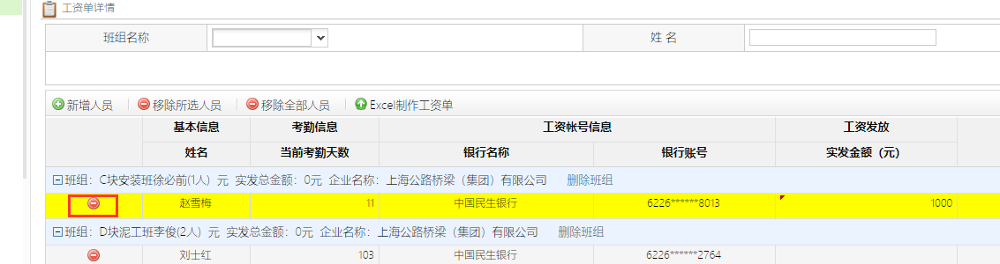 工资单详情
班组名称 姓 名
新增人员 移除所选人员 移除全部人员 Excel制作工资单
基本信息 考勤信息 工资帐号信息 工资发放
姓名 当前考勤天数 银行名称 银行账号 实发金额（元）
班组：C块安装班徐必前(1人) 元 实发总金额：0元 企业名称：上海公路桥梁（集团）有限公司 删除班组
赵雪梅 11 中国民生银行 6226******8013 1000
班组：D块泥工班李俊(2人) 元 实发总金额：0元 企业名称：上海公路桥梁（集团）有限公司 删除班组
刘士红 103 中国民生银行 6226******2764